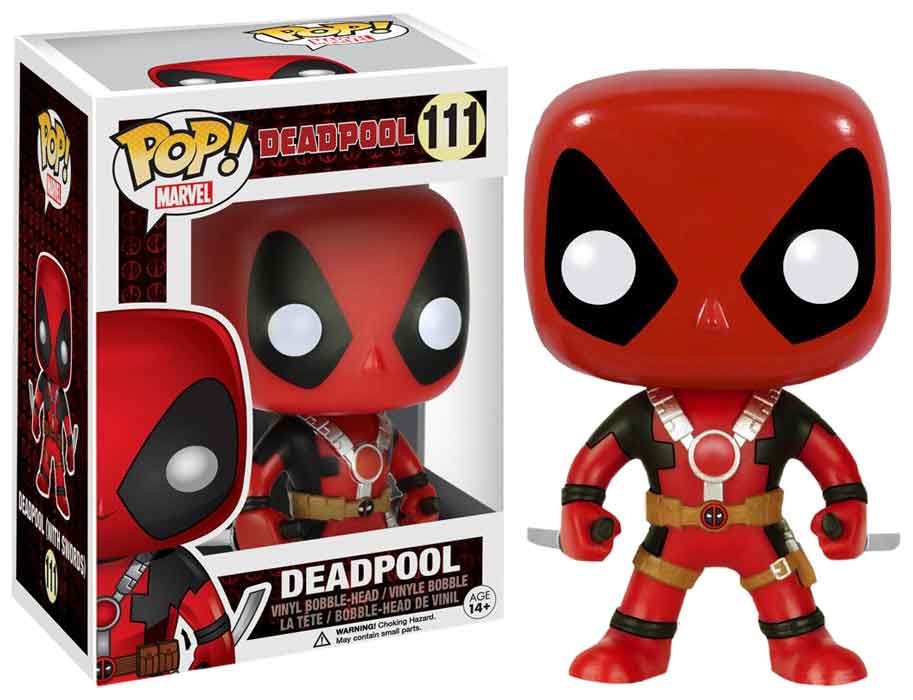 POP!
MARVEL
POP!
MARVEL
POP!
MARVEL
DEADPOOL
111
DEADPOOL (WITH SWORDS)
111
DEADPOOL
VINYL BOBBLE-HEAD / VINYLE BOBBLE
LA TÊTE / BOBBLE-HEAD DE VINIL
AGE
14+
WARNING! Choking Hazard.
May contain small parts.